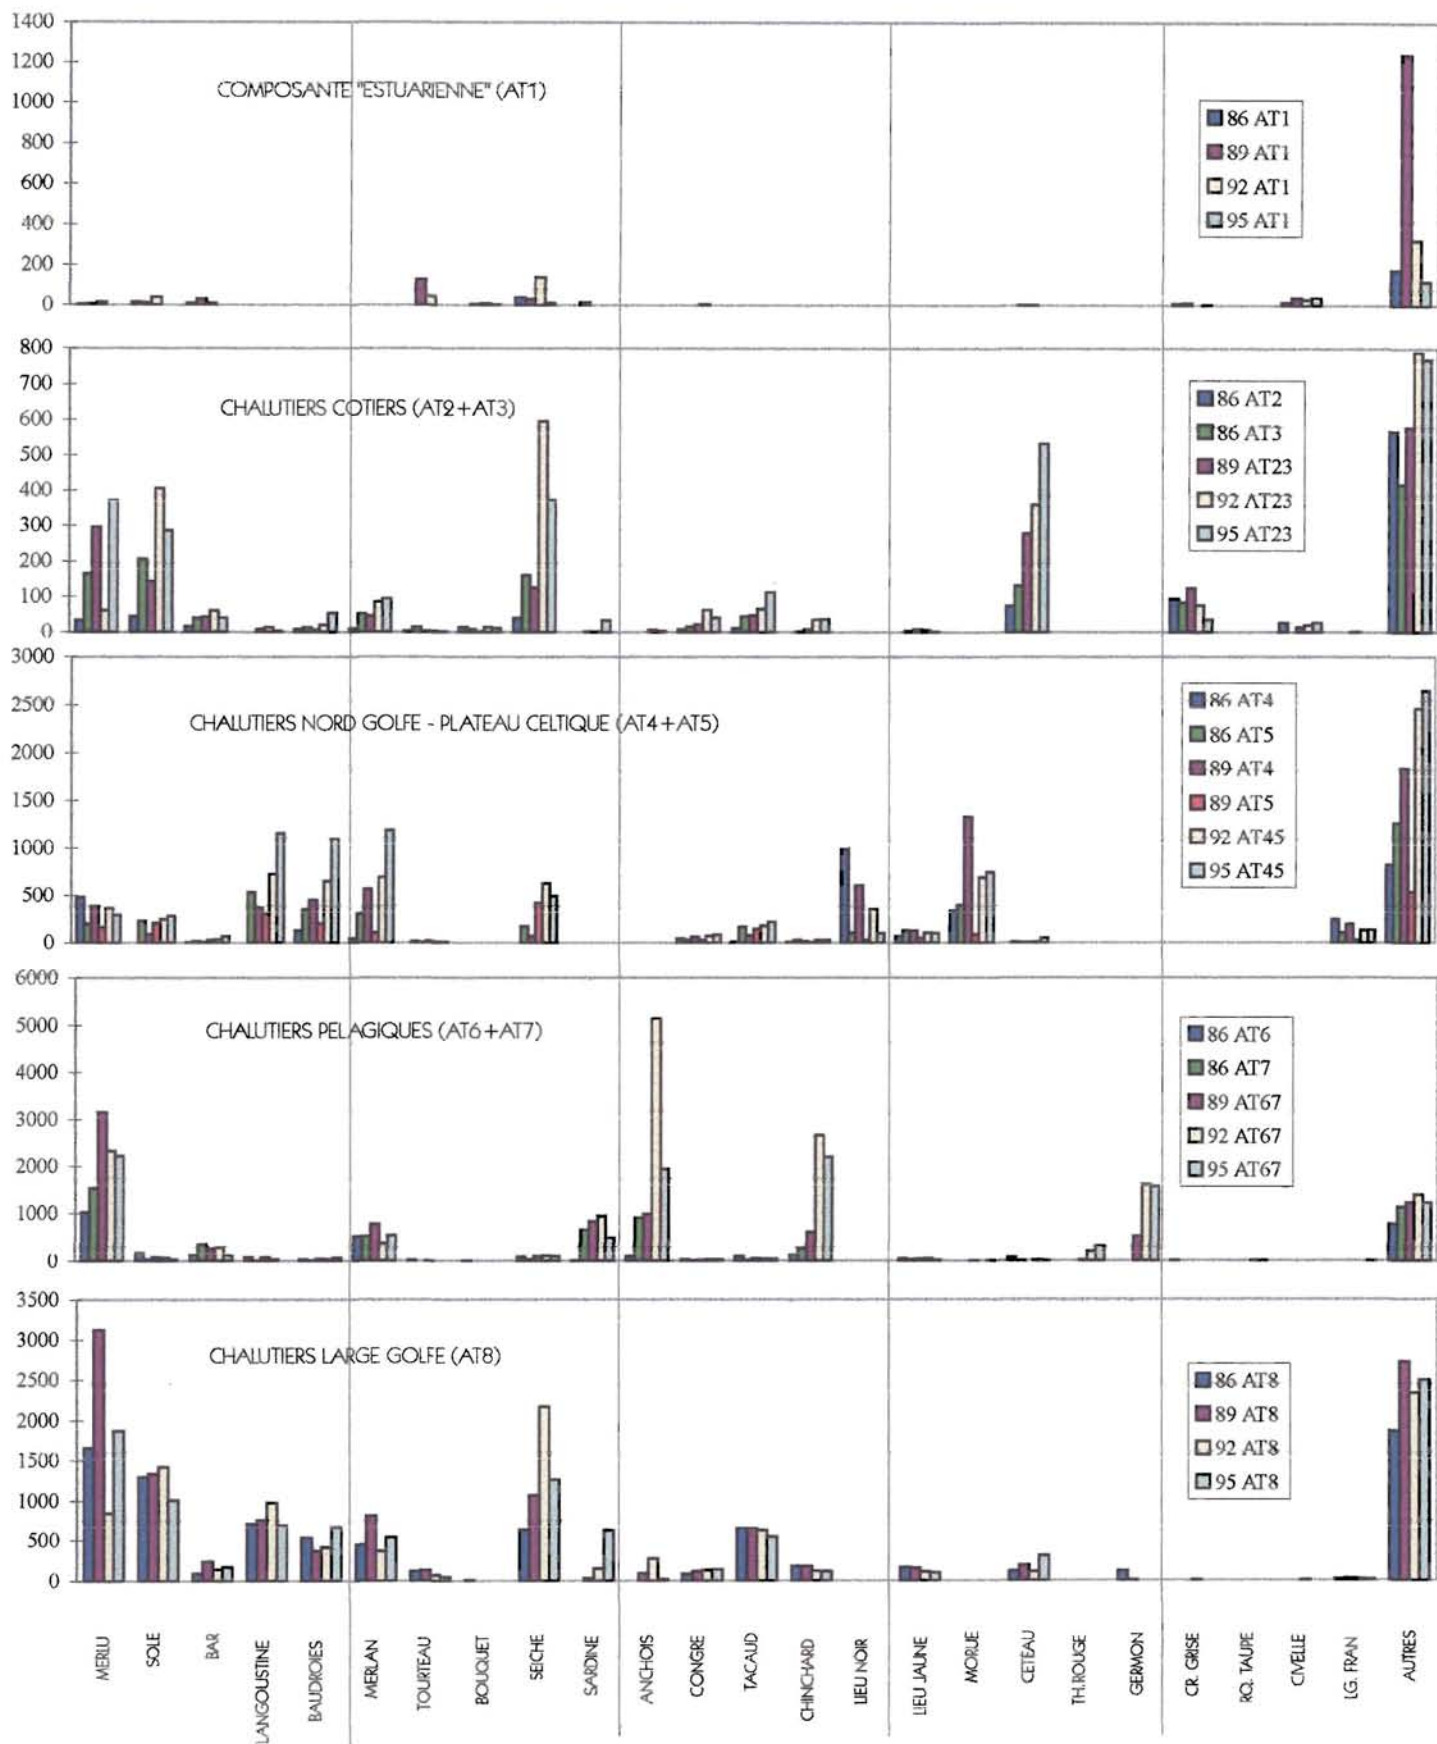 1400
1200
1000
800
600
400
200
0
COMPOSANTE "ESTUARIENNE" (AT1)
86 AT1
89 AT1
92 AT1
95 AT1
800
700
600
500
400
300
200
100
0
CHALUTIERS COTIERS (AT2+AT3)
86 AT2
86 AT3
89 AT23
92 AT23
95 AT23
3000
2500
2000
1500
1000
500
0
CHALUTIERS NORD GOLFE - PLATEAU CELTIQUE (AT4+AT5)
86 AT4
86 AT5
89 AT4
89 AT5
92 AT45
95 AT45
6000
5000
4000
3000
2000
1000
0
CHALUTIERS PELAGIQUES (AT6+AT7)
86 AT6
86 AT7
89 AT67
92 AT67
95 AT67
3500
3000
2500
2000
1500
1000
500
0
CHALUTIERS LARGE GOLFE (AT8)
86 AT8
89 AT8
92 AT8
95 AT8
MERLU
SOLE
BAR
LANGOUSTINE
BAUDROIES
MERLAN
TOURTEAU
BOUQUET
SEICHE
SARDINE
ANCHOIS
CONGRE
TACAUD
CHINCHARD
LIEU NOIR
LIEU JAUNE
MORUE
CETEAU
TH.ROUGE
GERMON
CR. GRISE
RQ. TAUPE
CIVELLE
LG. FRAN
AUTRES